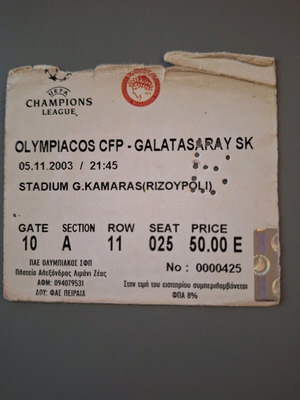 UEFA
CHAMPIONS
LEAGUE
OLYMPIACOS CFP - GALATASARAY SK
05.11.2003 / 21:45
STADIUM G.KAMARAS(RIZOYPOLI)
GATE SECTION ROW SEAT PRICE
10 A 11 025 50.00 E
ΠΑΕ ΟΛΥΜΠΙΑΚΟΣ ΣΦΠ
Πλατεία Αλεξάνδρας Λιμάνι Ζέας
ΑΦΜ: 094079531
ΔΟΥ: ΦΑΕ ΠΕΙΡΑΙΑ
No : 0000425
Στην τιμή του εισιτηρίου συμπεριλαμβάνεται
ΦΠΑ 8%